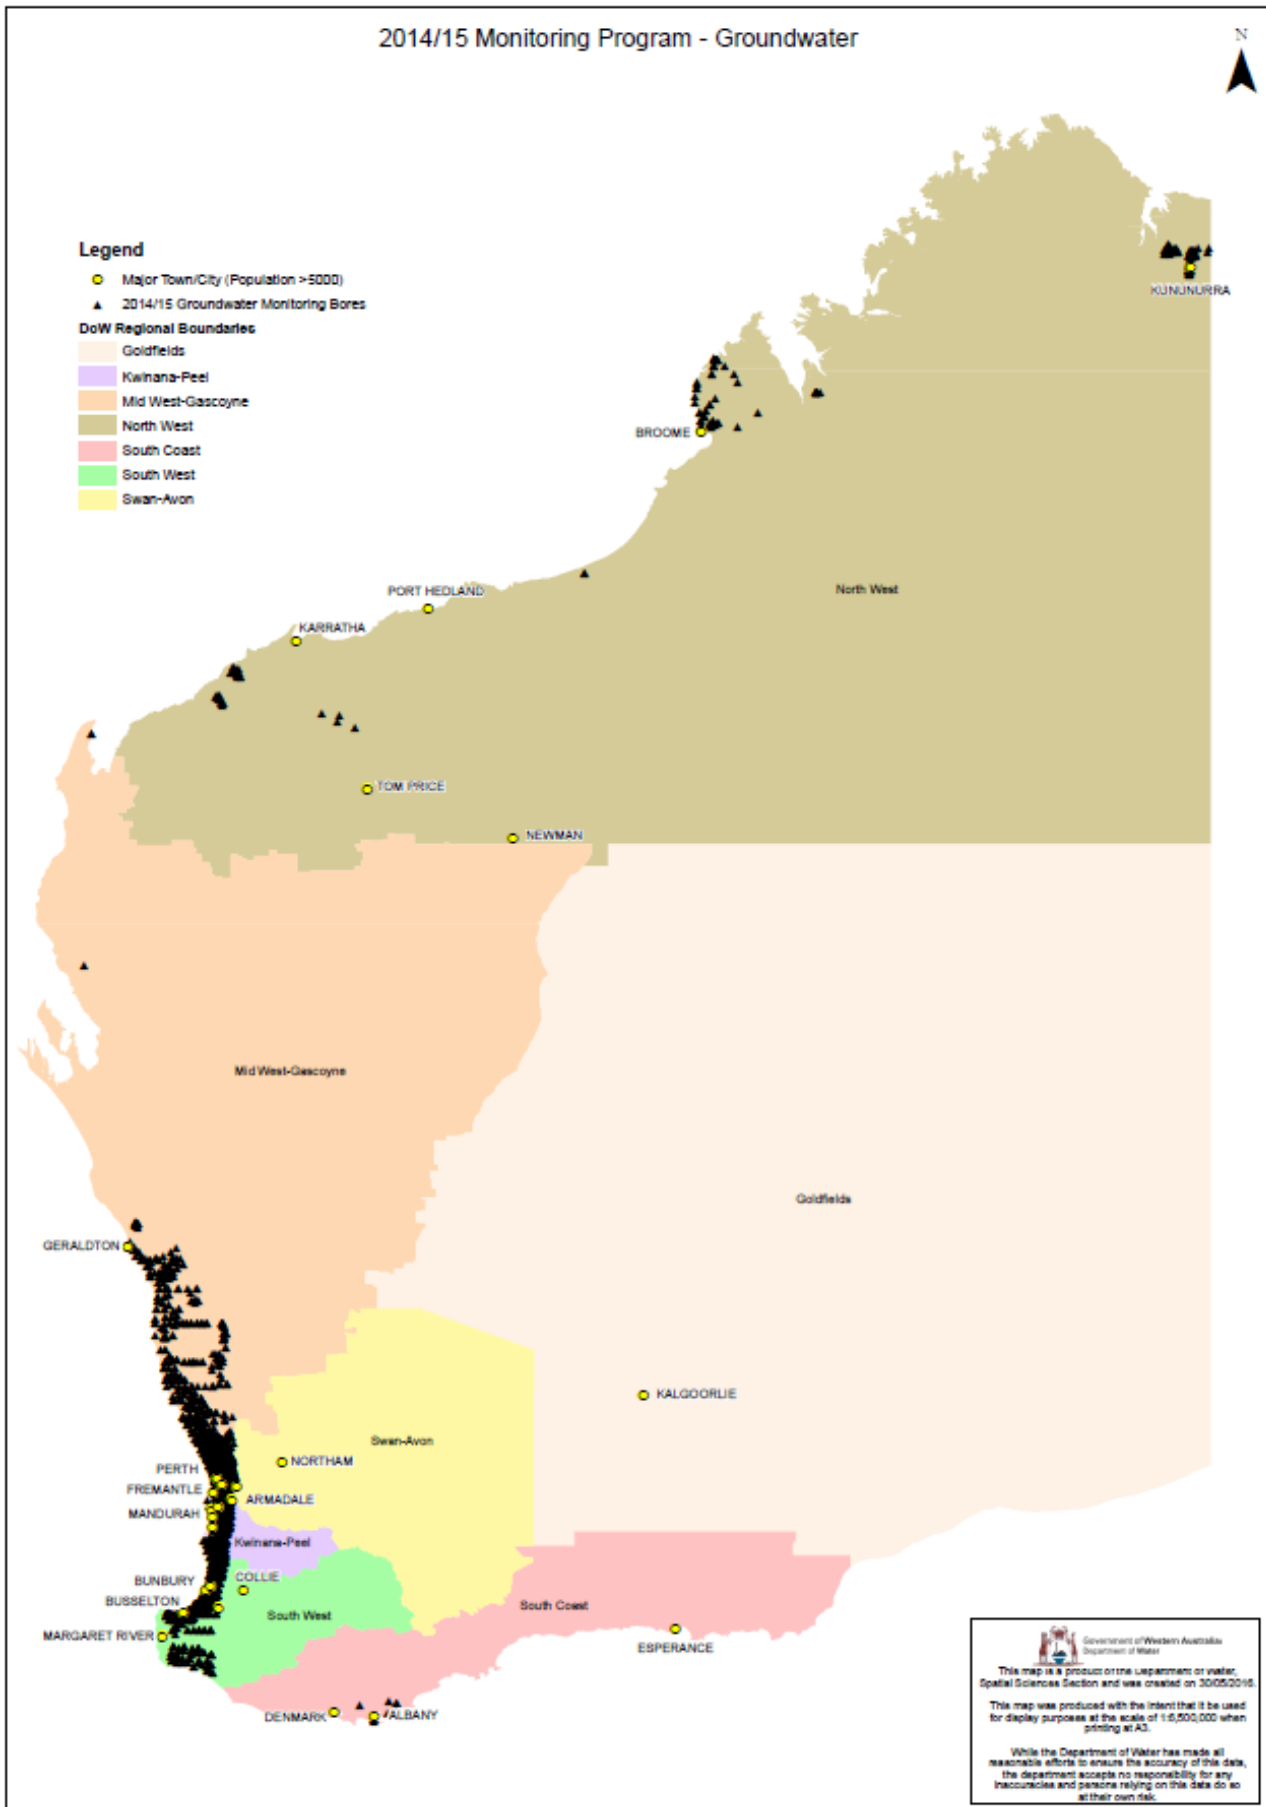 2014/15 Monitoring Program - Groundwater
N
Legend
Major Town/City (Population >5000)
2014/15 Groundwater Monitoring Bores
DoW Regional Boundaries
Goldfields
Kwinana-Peel
Mid West-Gascoyne
North West
South Coast
South West
Swan-Avon
KUNUNURRA
BROOME
North West
PORT HEDLAND
KARRATHA
TOM PRICE
NEWMAN
Mid West-Gascoyne
Goldfields
GERALDTON
KALGOORLIE
Swan-Avon
NORTHAM
PERTH
FREMANTLE
ARMADALE
MANDURAH
Kwinana-Peel
BUNBURY
COLLIE
BUSSELTON
South West
South Coast
MARGARET RIVER
ESPERANCE
DENMARK
ALBANY
Government of Western Australia
Department of Water
This map is a product of the Department of Water,
Spatial Sciences Section and was created on 30/05/2016.
This map was produced with the intent that it be used
for display purposes at the scale of 1:6,500,000 when
printing at A3.
While the Department of Water has made all
reasonable efforts to ensure the accuracy of this data,
the department accepts no responsibility for any
inaccuracies and persons relying on this data do so
at their own risk.